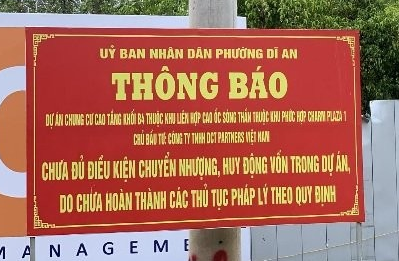 UỶ BAN NHÂN DÂN PHƯỜNG DĨ AN
THÔNG BÁO
DỰ ÁN CHUNG CƯ CAO TẦNG KHỐI B4 THUỘC KHU LIÊN HỢP CAO ỐC SÓNG THẦN THUỘC KHU PHỨC HỢP CHARM PLAZA 1
CHỦ ĐẦU TƯ: CÔNG TY TNHH DCT PARTNERS VIỆT NAM
CHƯA ĐỦ ĐIỀU KIỆN CHUYỂN NHƯỢNG, HUY ĐỘNG VỐN TRONG DỰ ÁN,
DO CHƯA HOÀN THÀNH CÁC THỦ TỤC PHÁP LÝ THEO QUY ĐỊNH
MANAGEME